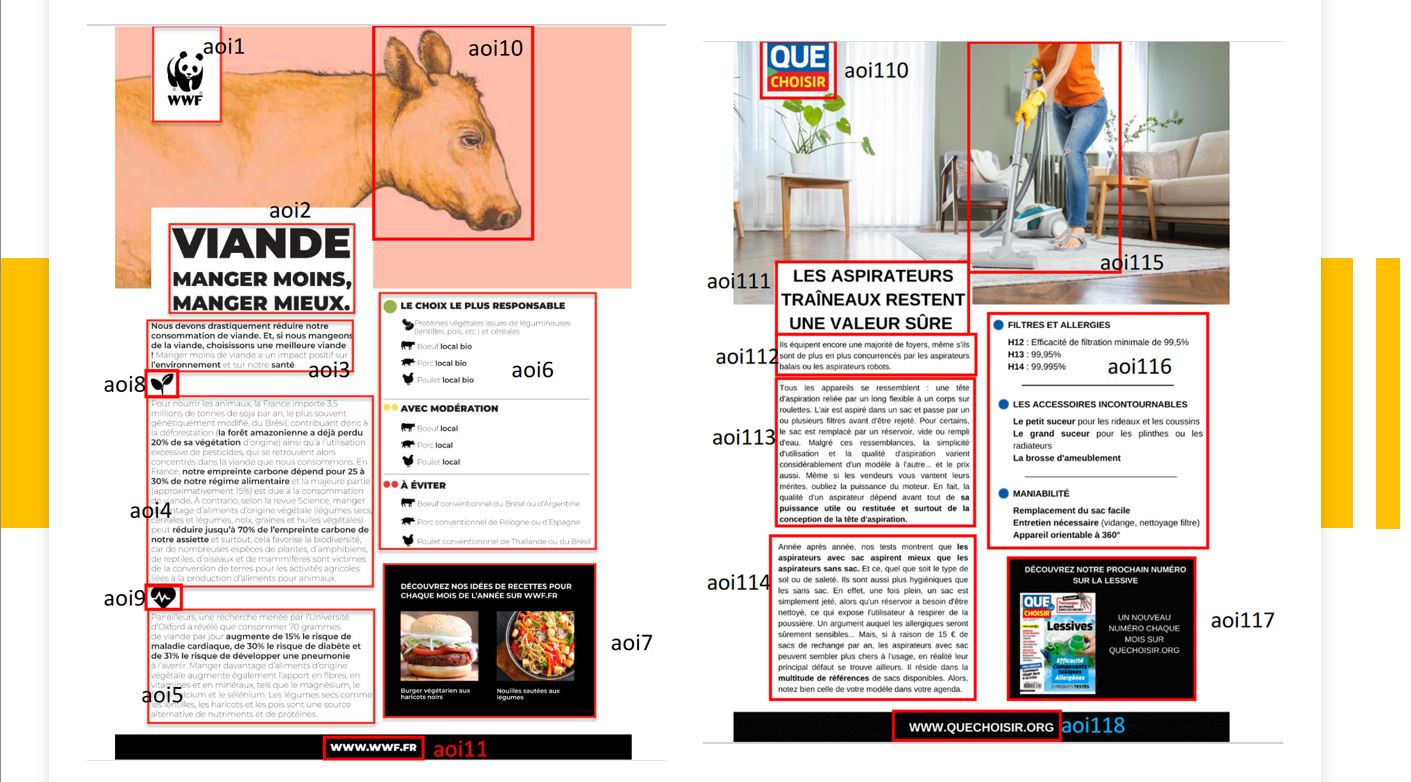 aoi1
WWF
aoi10
aoi2
VIANDE
MANGER MOINS,
MANGER MIEUX.
Nous devons drastiquement réduire notre
consommation de viande. Et, si nous mangeons
de la viande, choisissons une meilleure viande
! Manger moins de viande a un impact positif sur
l'environnement et sur notre santé
aoi3
aoi8
Pour nourrir les animaux, la France importe 3,5
millions de tonnes de soja par an, le plus souvent
génétiquement modifié, du Brésil, contribuant donc à
la déforestation (la forêt amazonienne a déjà perdu
20% de sa végétation d'origine) ainsi qu'à l'utilisation
excessive de pesticides, qui se retrouvent alors
concentrés dans la viande que nous consommons. En
France, notre empreinte carbone dépend pour 25 à
30% de notre régime alimentaire et la majeure partie
(approximativement 15%) est due à la consommation
de viande. À contrario, selon la revue Science, manger
d'aliments d'origine végétale (légumes secs,
céréales et légumes, noix, graines et huiles végétales)
peut réduire jusqu'à 70% de l'empreinte carbone de
notre assiette et surtout, cela favorise la biodiversité,
car de nombreuses espèces de plantes, d'amphibiens,
de reptiles, d'oiseaux et de mammifères sont victimes
de la conversion de terres pour les activités agricoles
liées à la production d'aliments pour animaux.
aoi4
aoi9
Par ailleurs, une recherche menée par l'Université
d'Oxford a révélé que consommer 70 grammes
de viande par jour augmente de 15% le risque de
maladie cardiaque, de 30% le risque de diabète et
de 31% le risque de développer une pneumonie
à l'avenir. Manger davantage d'aliments d'origine
végétale augmente également l'apport en fibres, en
vitamines et en minéraux, tels que le magnésium, le
et le sélénium. Les légumes secs comme
les lentilles, les haricots et les pois sont une source
alternative de nutriments et de protéines.
aoi5
LE CHOIX LE PLUS RESPONSABLE
Protéines végétales issues de légumineuses
(lentilles, pois, etc.) et céréales
Boeuf local bio
Porc local bio
Poulet local bio
aoi6
AVEC MODÉRATION
Boeuf local
Porc local
Poulet local
À ÉVITER
Boeuf conventionnel du Brésil ou d'Argentine
Porc conventionnel de Pologne ou d'Espagne
Poulet conventionnnel de Thaïlande ou du Brésil
DÉCOUVREZ NOS IDÉES DE RECETTES POUR
CHAQUE MOIS DE L'ANNÉE SUR WWF.FR
Burger végétarien aux
haricots noirs
Nouilles sautées aux
légumes
aoi7
WWW.WWF.FR
aoi11
QUE
CHOISIR
aoi110
aoi115
aoi111
LES ASPIRATEURS
TRAÎNEAUX RESTENT
UNE VALEUR SÛRE
aoi112
Ils équipent encore une majorité de foyers, même s'ils
sont de plus en plus concurrencés par les aspirateurs
balais ou les aspirateurs robots.
aoi113
Tous les appareils se ressemblent : une tête
d'aspiration reliée par un long flexible à un corps sur
roulettes. L'air est aspiré dans un sac et passe par un
ou plusieurs filtres avant d'être rejeté. Pour certains,
le sac est remplacé par un réservoir, vide ou rempli
d'eau. Malgré ces ressemblances, la simplicité
d'utilisation et la qualité d'aspiration varient
considérablement d'un modèle à l'autre... et le prix
aussi. Même si les vendeurs vous vantent leurs
mérites, oubliez la puissance du moteur. En fait, la
qualité d'un aspirateur dépend avant tout de sa
puissance utile ou restituée et surtout de la
conception de la tête d'aspiration.
aoi114
Année après année, nos tests montrent que les
aspirateurs avec sac aspirent mieux que les
aspirateurs sans sac. Et ce, quel que soit le type de
sol ou de saleté. Ils sont aussi plus hygiéniques que
les sans sac. En effet, une fois plein, un sac est
simplement jeté, alors qu'un réservoir a besoin d'être
nettoyé, ce qui expose l'utilisateur à respirer de la
poussière. Un argument auquel les allergiques seront
sûrement sensibles... Mais, si à raison de 15 € de
sacs de rechange par an, les aspirateurs avec sac
peuvent sembler plus chers à l'usage, en réalité leur
principal défaut se trouve ailleurs. Il réside dans la
multitude de références de sacs disponibles. Alors,
notez bien celle de votre modèle dans votre agenda.
FILTRES ET ALLERGIES
H12 : Efficacité de filtration minimale de 99,5%
H13 : 99,95%
H14 : 99,995%
aoi116
LES ACCESSOIRES INCONTOURNABLES
Le petit suceur pour les rideaux et les coussins
Le grand suceur pour les plinthes ou les
radiateurs
La brosse d'ameublement
MANIABILITÉ
Remplacement du sac facile
Entretien nécessaire (vidange, nettoyage filtre)
Appareil orientable à 360°
DÉCOUVREZ NOTRE PROCHAIN NUMÉRO
SUR LA LESSIVE
QUE
CHOISIR
Lessives
Efficacité
Composants
toxiques
Allergènes
UN NOUVEAU
NUMÉRO CHAQUE
MOIS SUR
QUECHOISIR.ORG
aoi117
WWW.QUECHOISIR.ORG
aoi118